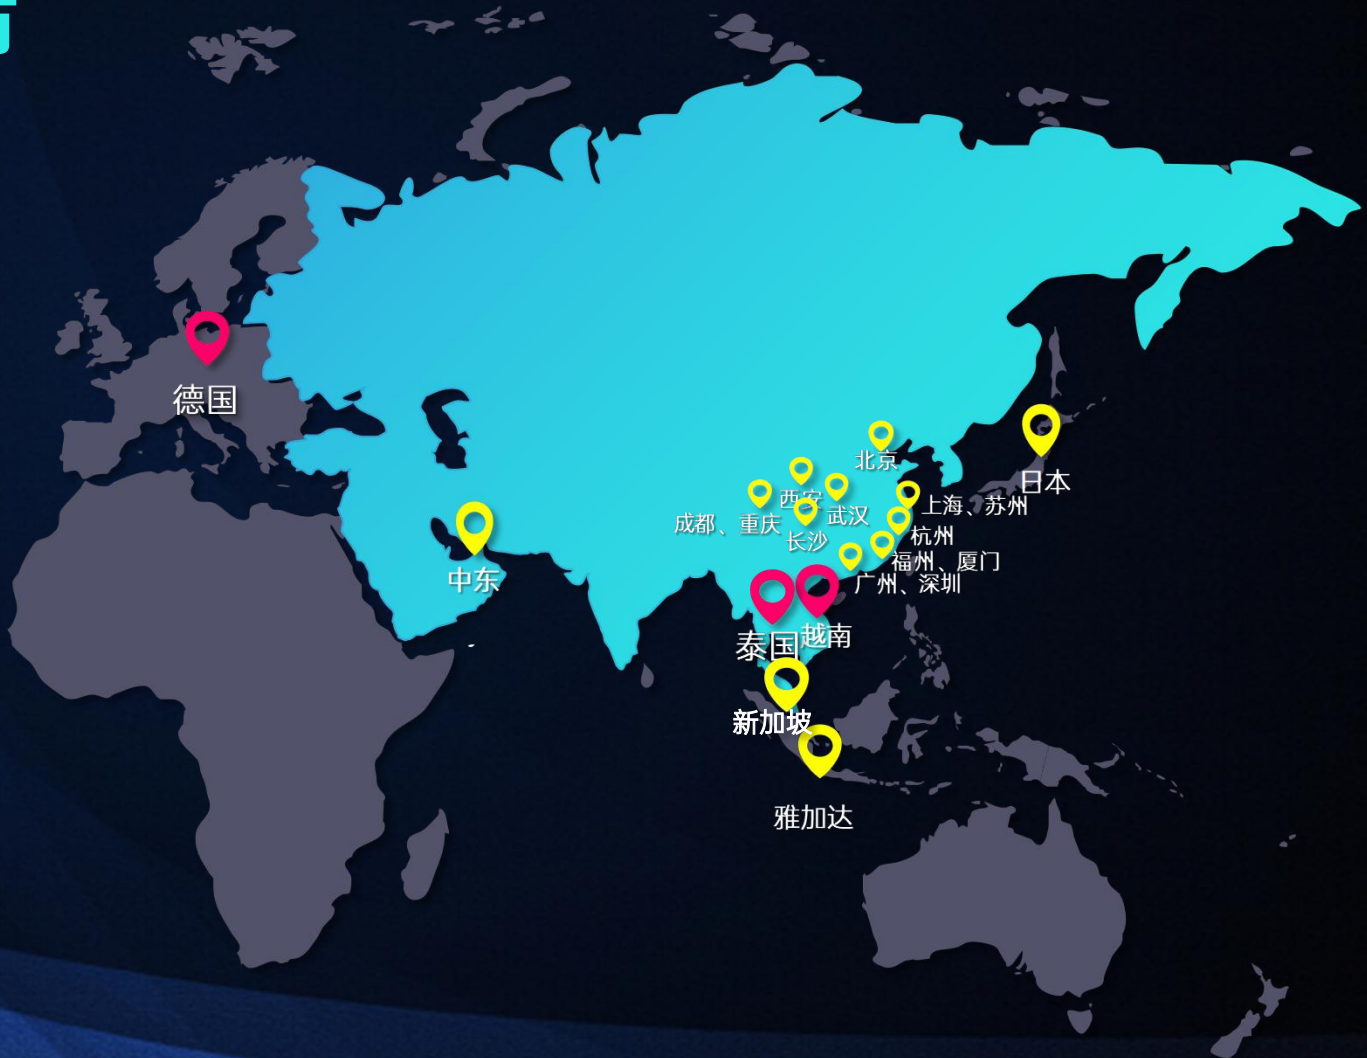 德国
北京
日本
西安
上海、苏州
武汉
成都、重庆
杭州
长沙
福州、厦门
中东
广州、深圳
越南
泰国
新加坡
雅加达